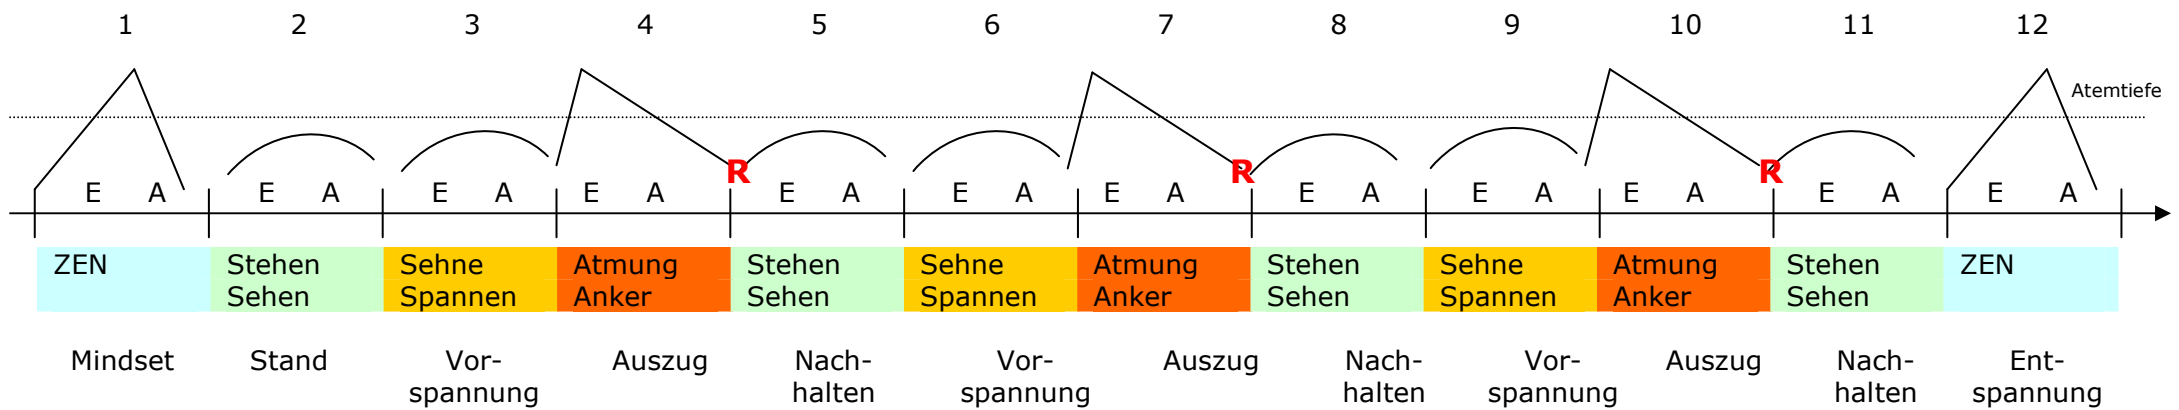 1 2 3 4 5 6 7 8 9 10 11 12
Atemtiefe
R R R
E A E A E A E A E A E A E A E A E A E A E A E A
ZEN Stehen Sehne Atmung Stehen Sehne Atmung Stehen Sehne Atmung Stehen ZEN
Sehen Spannen Anker Sehen Spannen Anker Sehen Spannen Anker Sehen
Mindset Stand Vor- Auszug Nach- Vor- Auszug Nach- Vor- Auszug Nach- Ent-
spannung halten spannung halten spannung halten spannung